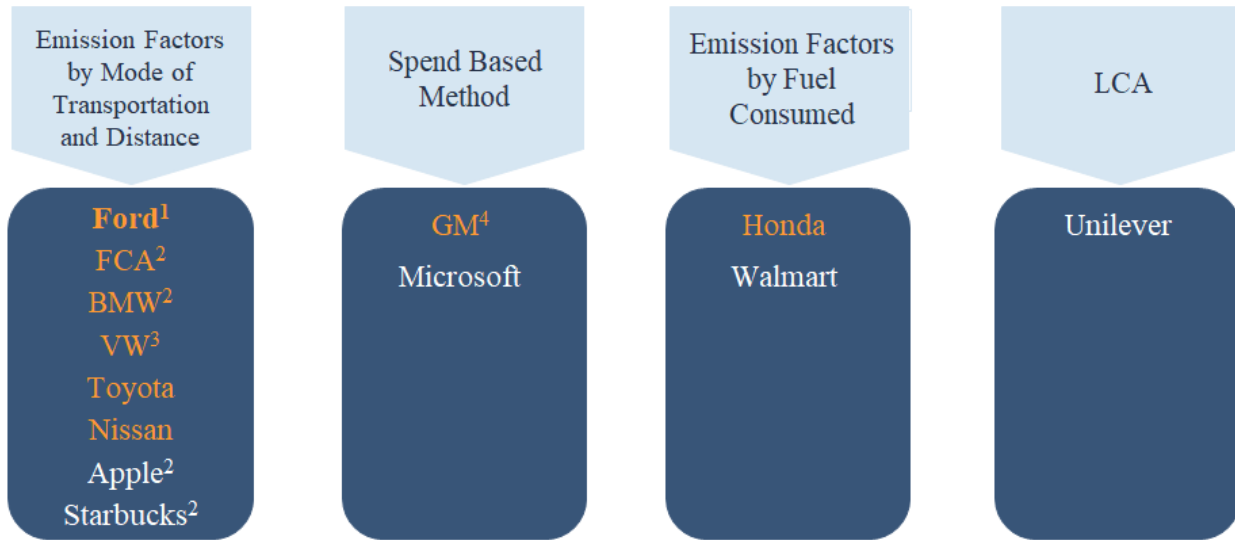 Emission Factors
by Mode of
Transportation
and Distance
Ford¹
FCA²
BMW²
VW³
Toyota
Nissan
Apple²
Starbucks²
Spend Based
Method
GM⁴
Microsoft
Emission Factors
by Fuel
Consumed
Honda
Walmart
LCA
Unilever